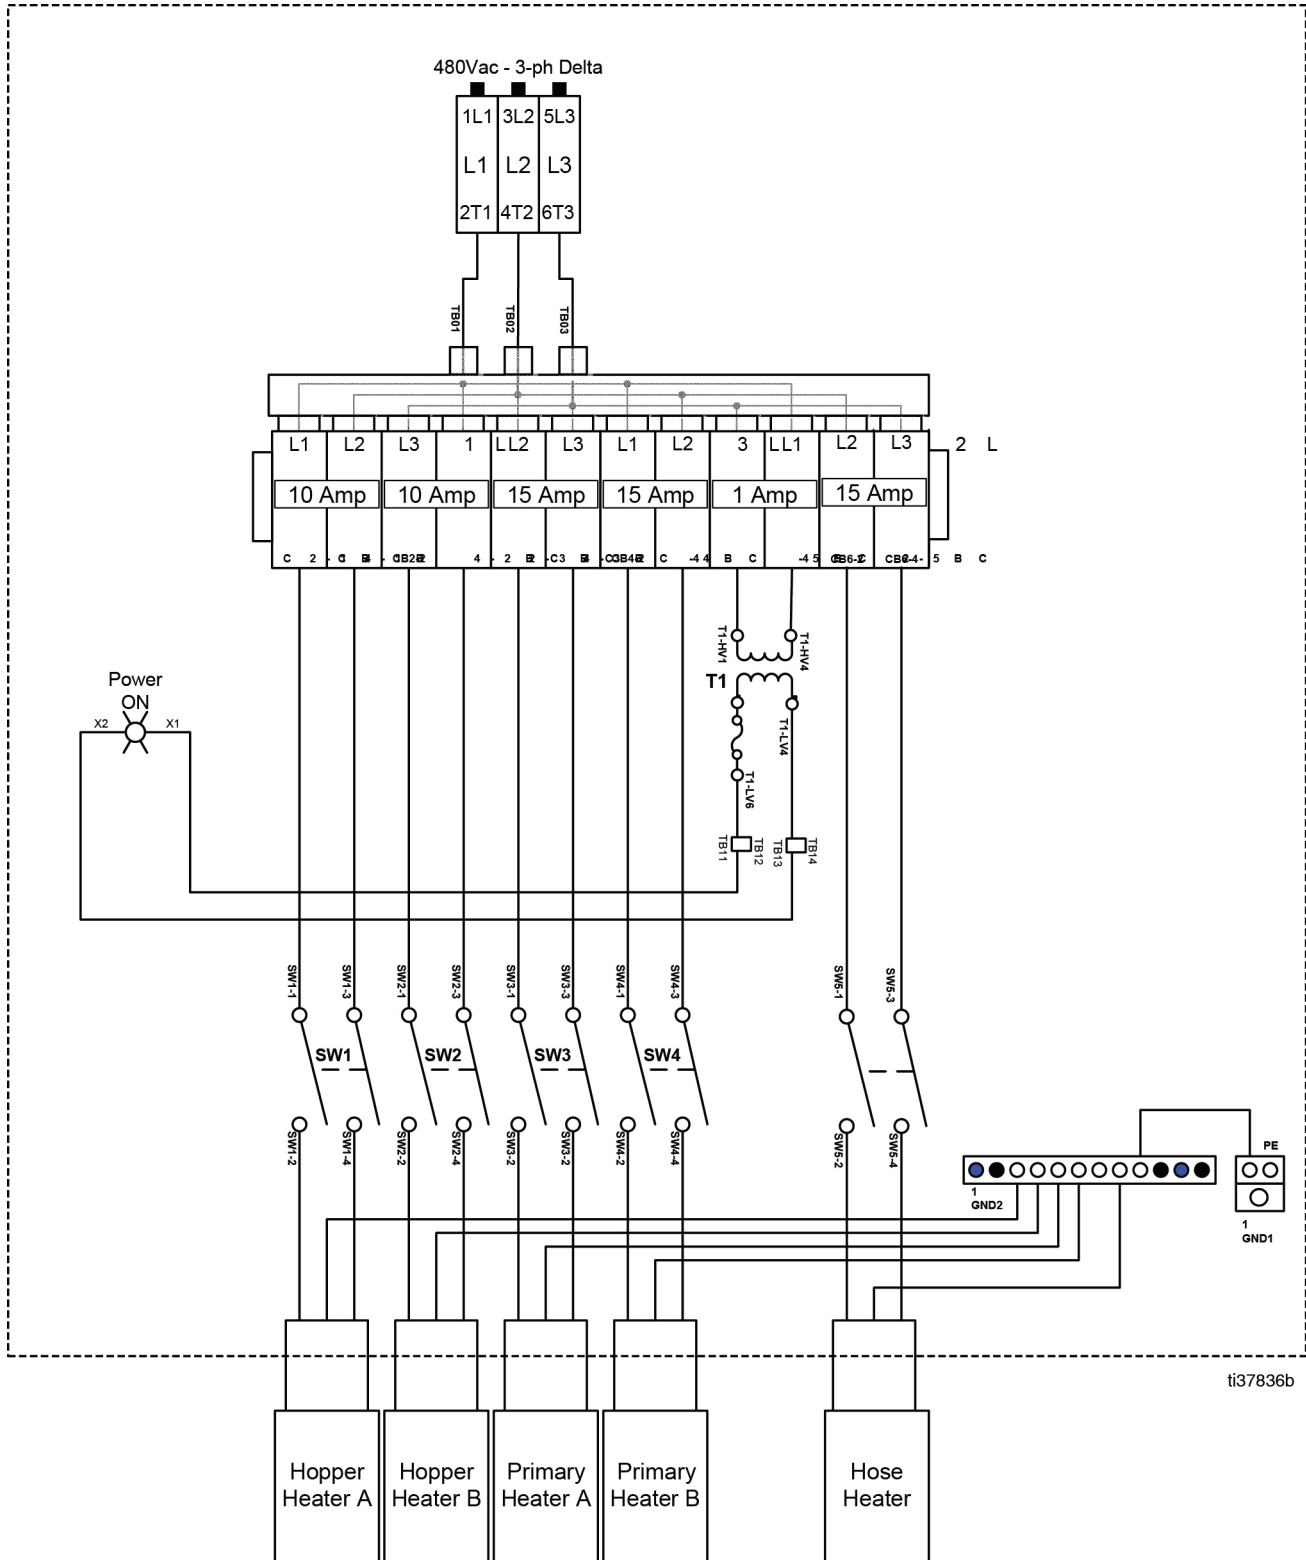 480Vac - 3-ph Delta
1L1 3L2 5L3
L1 L2 L3
2T1 4T2 6T3
TB01 TB02 TB03
L1 L2 L3 1 L L2 L3 L1 L2 3 L L1 L2 L3 2 L
10 Amp 10 Amp 15 Amp 15 Amp 1 Amp 15 Amp
5 B C
T1-HV1 T1-HV4
T1
Power
ON
X2 X1
T1-LV4
T1-LV6
TB11 TB12 TB13 TB14
SW1-1 SW1-3 SW2-1 SW2-3 SW3-1 SW3-3 SW4-1 SW4-3 SW5-1 SW5-3
SW1 SW2 SW3 SW4
SW1-2 SW1-4 SW2-2 SW2-4 SW3-2 SW3-4 SW4-2 SW4-4 SW5-2 SW5-4
PE
1
GND2
1
GND1
ti37836b
Hopper
Heater A
Hopper
Heater B
Primary
Heater A
Primary
Heater B
Hose
Heater